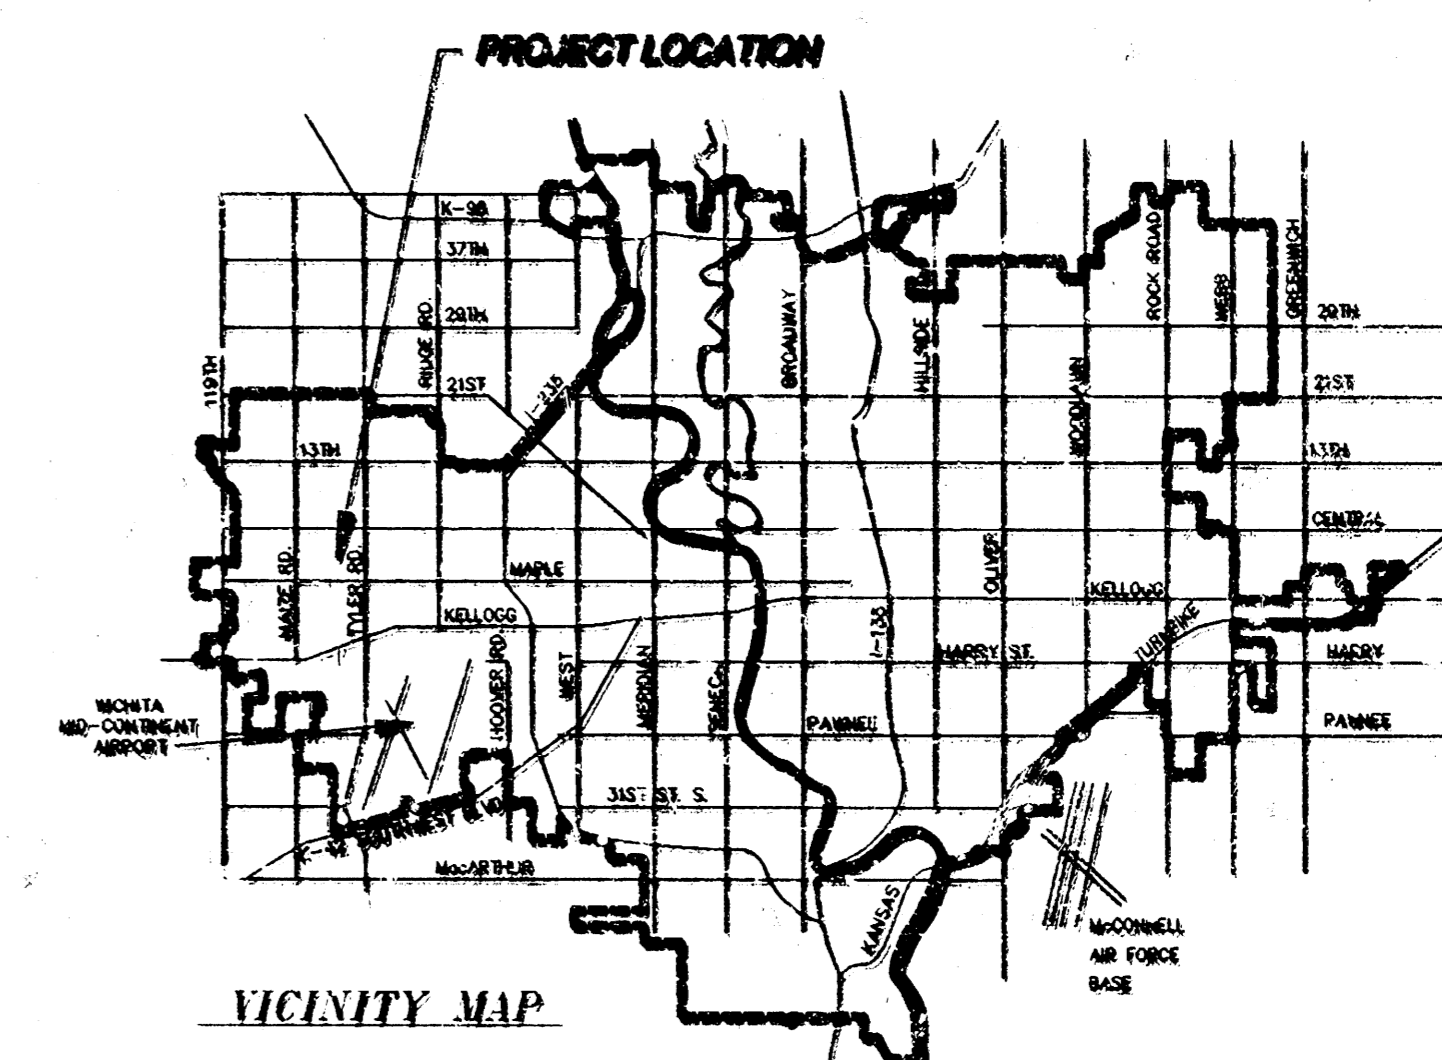 PROJECT LOCATION
K-96
37TH
29TH
29TH
RIDGE RD.
BROADWAY
HILLSIDE
ROCK ROAD
WEBB
GREENWICH
119TH
21ST
I-235
WOODLAWN
21ST
13TH
13TH
CENTRAL
MAIZE RD.
TYLER RD.
MAPLE
OLIVER
KELLOGG
KELLOGG
I-135
TURNPIKE
HOOVER RD.
WEST
MERIDIAN
SENECA
HARRY ST.
HARRY
WICHITA
MID-CONTINENT
AIRPORT
PAWNEE
PAWNEE
31ST ST. S.
SOUTHWEST BLVD.
MacARTHUR
KANSAS
McCONNELL
AIR FORCE
BASE
VICINITY MAP